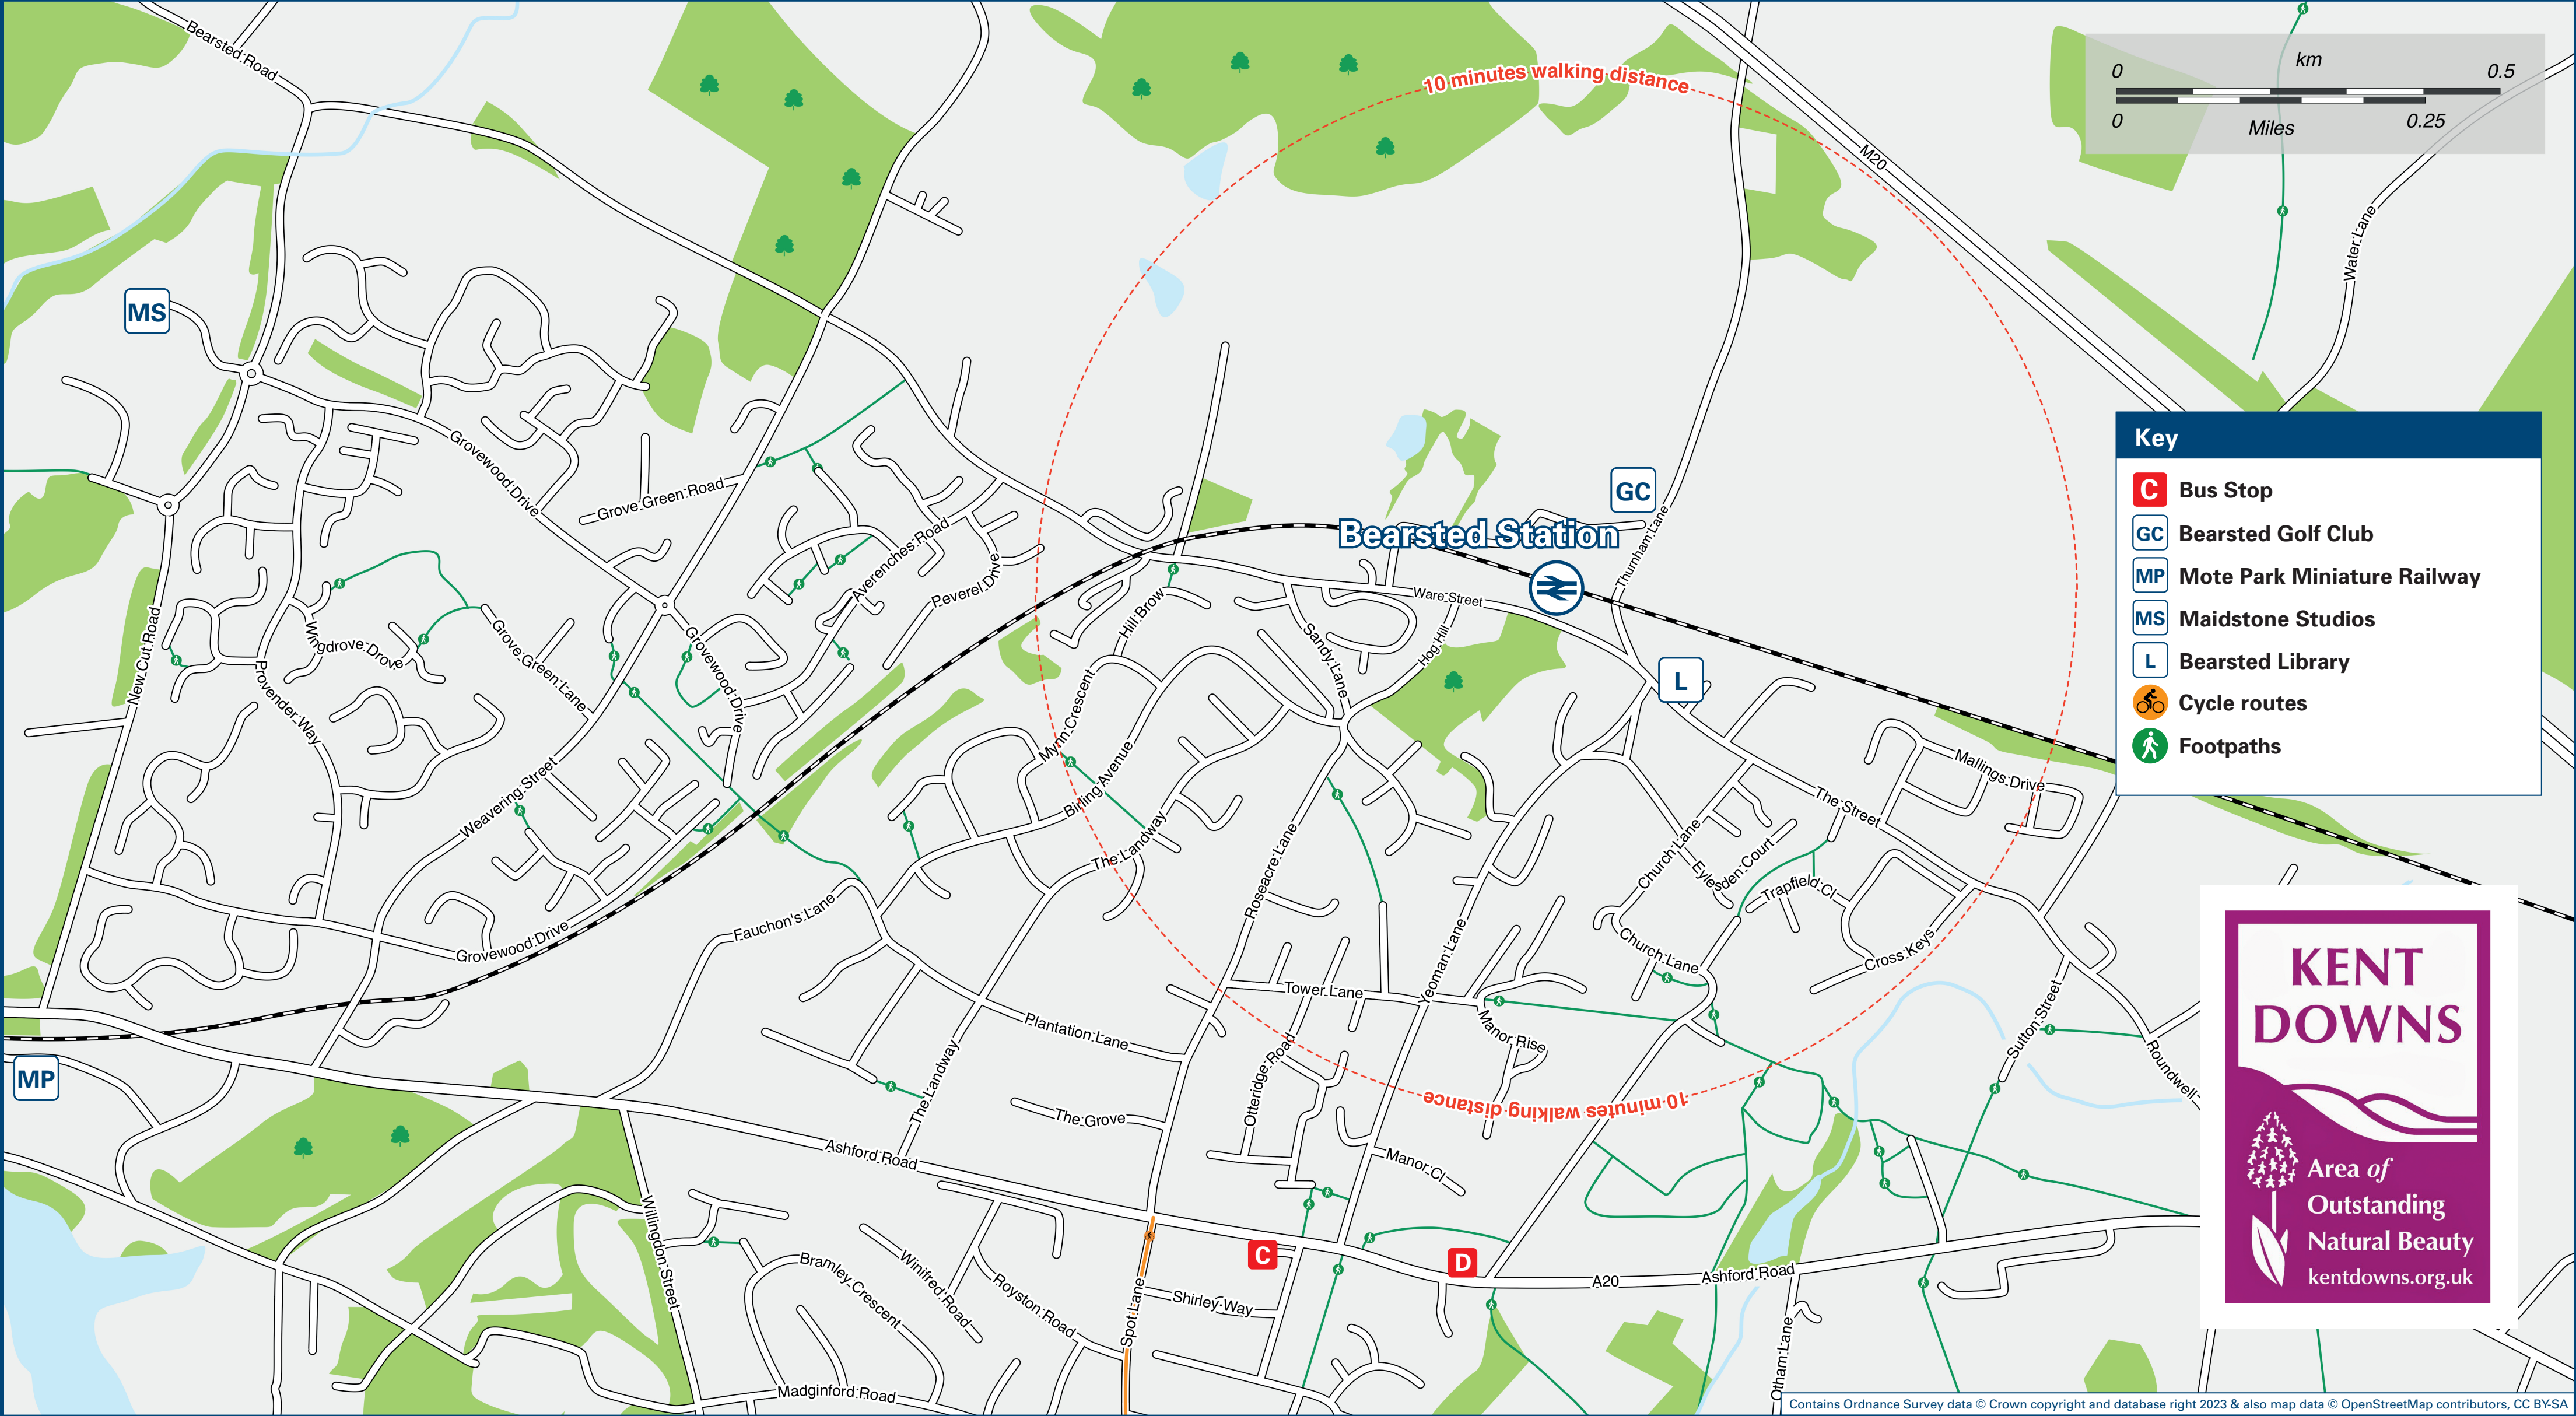 Bearsted Road
10 minutes walking distance
km
0
0.5
0
0.25
Miles
M20
Water Lane
MS
Grovewood Drive
Grove Green Road
GC
Bearsted Station
Thurnham Lane
Averenches Road
Peverel Drive
Ware Street
Hill Brow
Sandy Lane
Hog Hill
New Cut Road
Wingdrove Drove
Grove Green Lane
Grovewood Drive
Provender Way
Mynn Crescent
L
Birling Avenue
Weavering Street
The Landway
Mallings Drive
The Street
Church Lane
Eylesden Court
Trapfield Cl
Roseacre Lane
Fauchon's Lane
Grovewood Drive
Yeoman Lane
Church Lane
Cross Keys
Tower Lane
Plantation Lane
Manor Rise
Otteridge Road
Sutton Street
Roundwell
MP
The Landway
The Grove
10 minutes walking distance
Ashford Road
Manor Cl
Willingdon Street
C
D
A20
Ashford Road
Bramley Crescent
Winifred Road
Royston Road
Spot Lane
Shirley Way
Otham Lane
Madginford Road
Key
C Bus Stop
GC Bearsted Golf Club
MP Mote Park Miniature Railway
MS Maidstone Studios
L Bearsted Library
Cycle routes
Footpaths
KENT
DOWNS
Area of
Outstanding
Natural Beauty
kentdowns.org.uk
Contains Ordnance Survey data © Crown copyright and database right 2023 & also map data © OpenStreetMap contributors, CC BY-SA